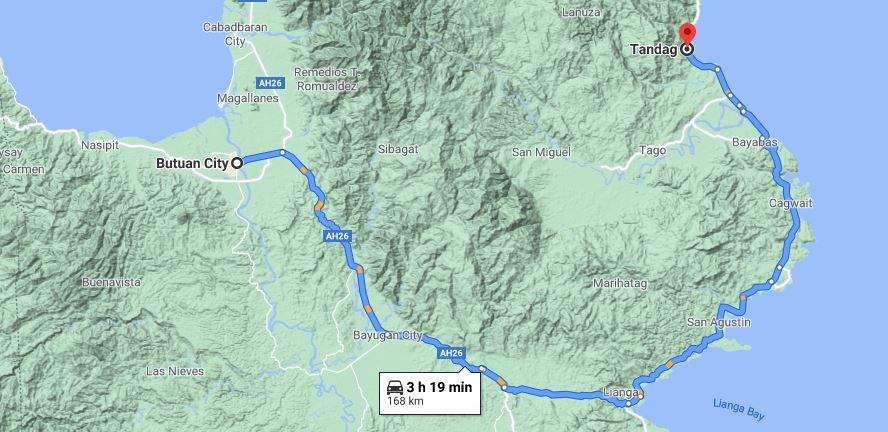 Lanuza
Cabadbaran
City
Tandag
Remedios T.
Romualdez
AH26
Magallanes
Nasipit
Butuan City
Sibagat
San Miguel
Tago
Bayabas
aysay
Carmen
Cagwait
AH26
Buenavista
Marihatag
San Agustin
Bayugan City
AH26
Las Nieves
3 h 19 min
168 km
Lianga
Lianga Bay